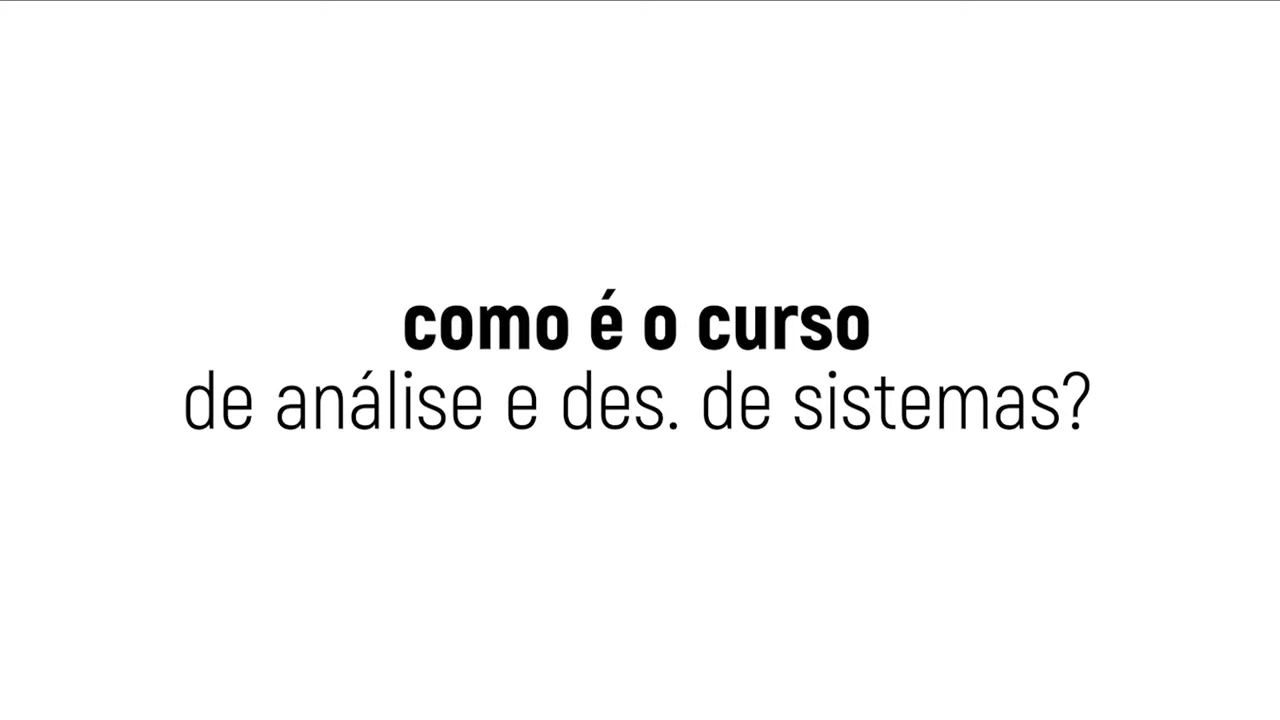 como é o curso
de análise e des. de sistemas?